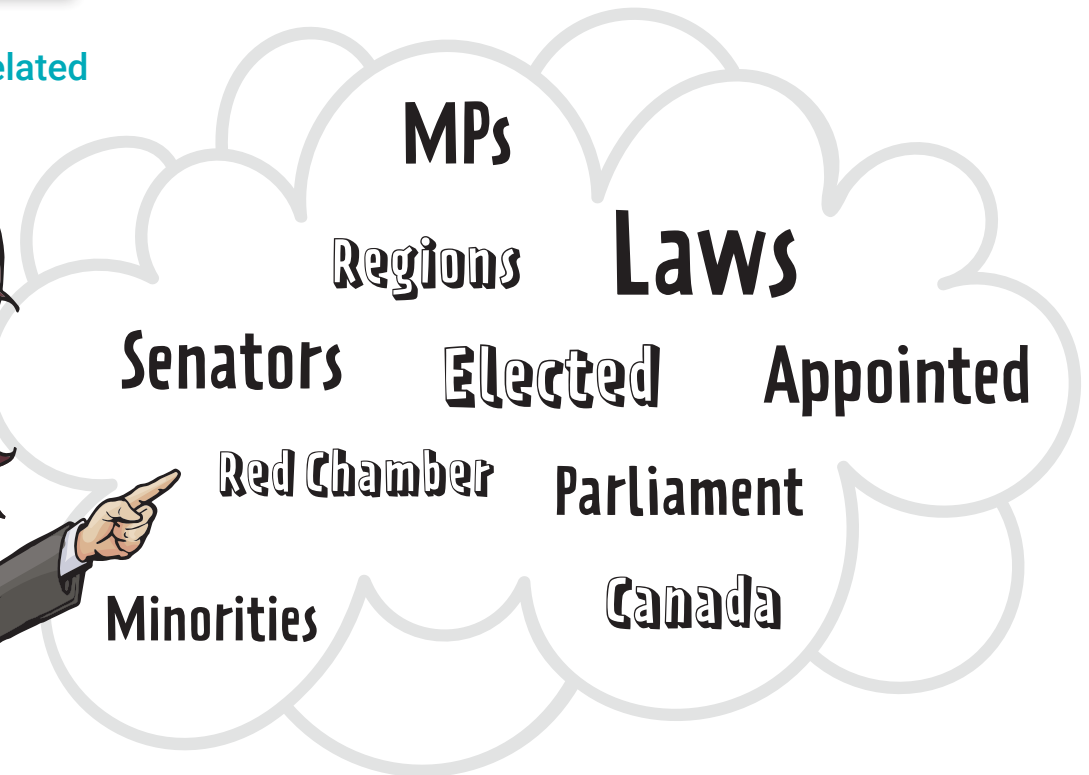 elated
MPs
Regions
Laws
Senators
Elected
Appointed
Red Chamber
Parliament
Canada
Minorities